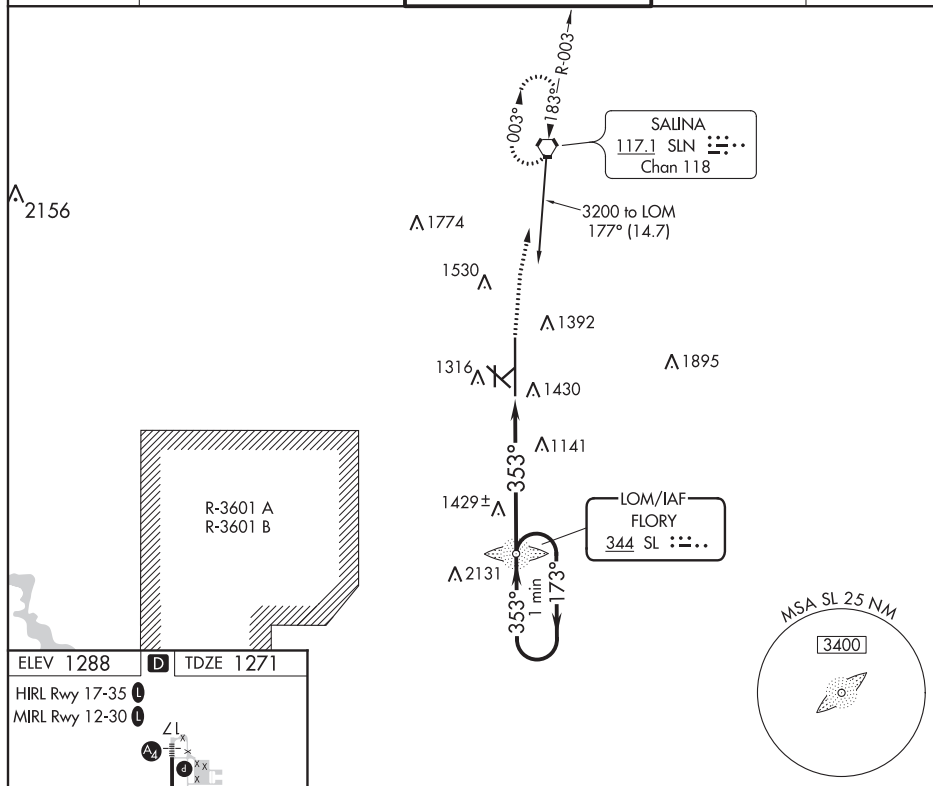 R-003
183°
003°
SALINA
117.1 SLN
Chan 118
2156
1774
3200 to LOM
177° (14.7)
1530
1392
1316
1895
1430
1141
353°
R-3601 A
R-3601 B
1429±
LOM/IAF
FLORY
344 SL
2131
353°
1 min
173°
MSA SL 25 NM
3400
ELEV 1288 D TDZE 1271
HIRL Rwy 17-35 L
MIRL Rwy 12-30 L
17
A4
P
x
x
x x
x